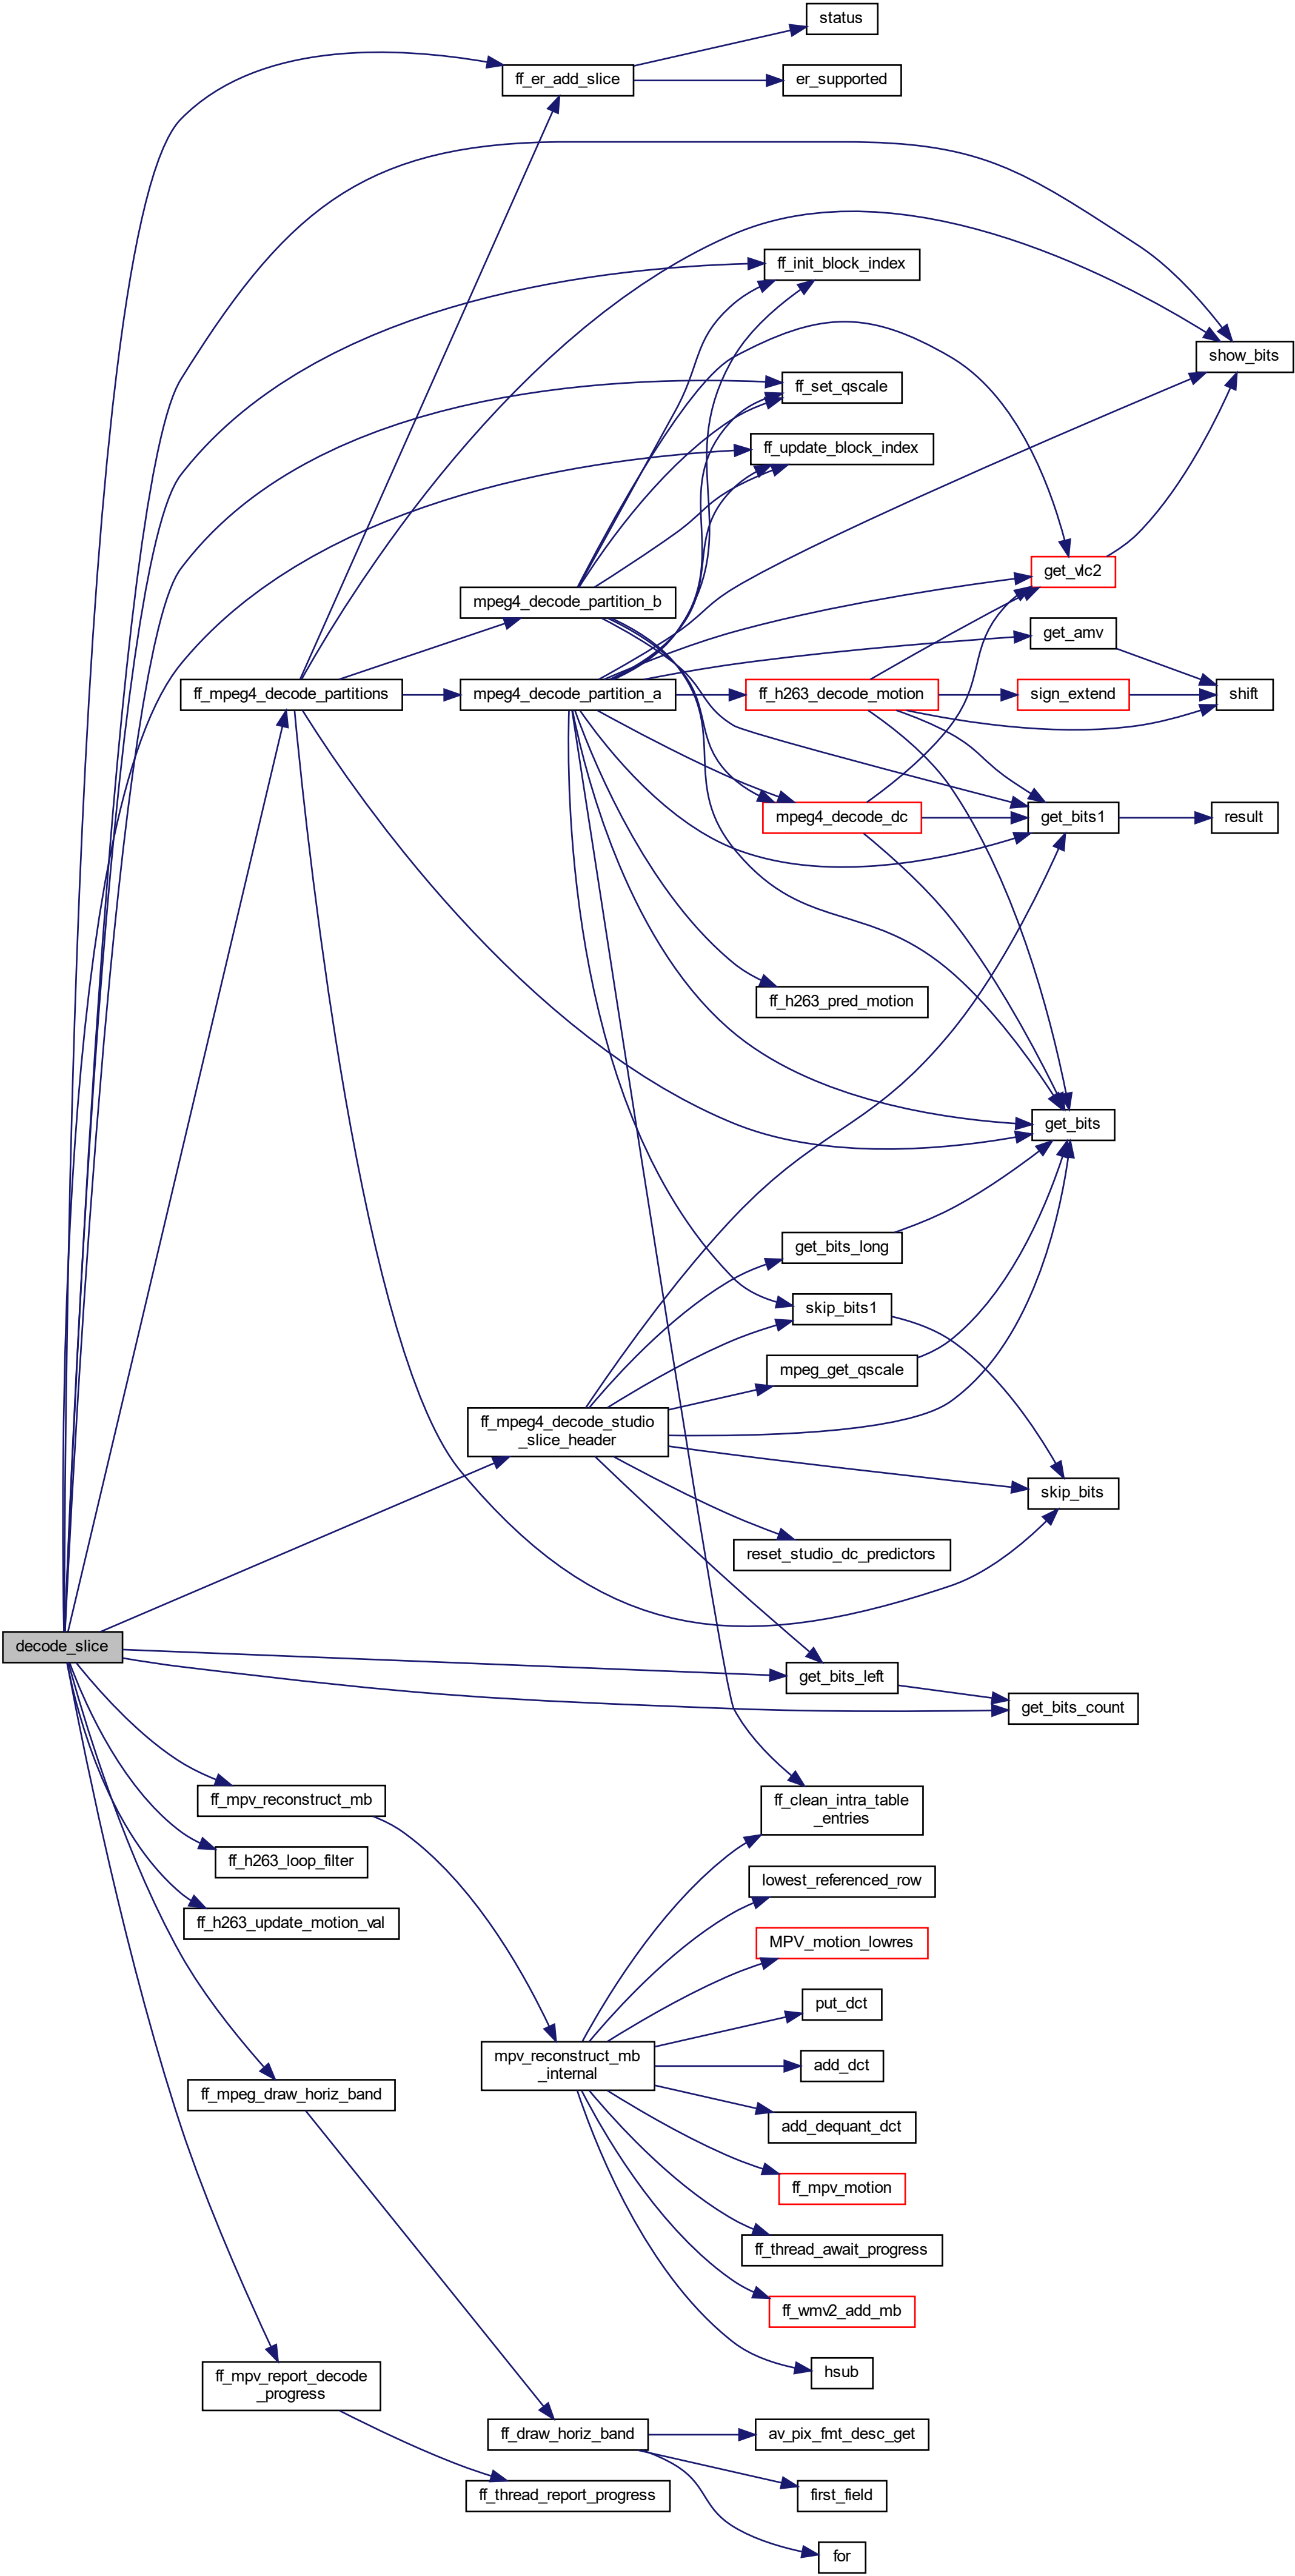 status
ff_er_add_slice
er_supported
ff_init_block_index
show_bits
ff_set_qscale
ff_update_block_index
get_vlc2
mpeg4_decode_partition_b
get_amv
ff_mpeg4_decode_partitions
mpeg4_decode_partition_a
ff_h263_decode_motion
sign_extend
shift
mpeg4_decode_dc
get_bits1
result
ff_h263_pred_motion
get_bits
get_bits_long
skip_bits1
mpeg_get_qscale
ff_mpeg4_decode_studio
_slice_header
skip_bits
reset_studio_dc_predictors
decode_slice
get_bits_left
get_bits_count
ff_mpv_reconstruct_mb
ff_clean_intra_table
_entries
ff_h263_loop_filter
lowest_referenced_row
ff_h263_update_motion_val
MPV_motion_lowres
put_dct
mpv_reconstruct_mb
_internal
add_dct
ff_mpeg_draw_horiz_band
add_dequant_dct
ff_mpv_motion
ff_thread_await_progress
ff_wmv2_add_mb
hsub
ff_mpv_report_decode
_progress
ff_draw_horiz_band
av_pix_fmt_desc_get
ff_thread_report_progress
first_field
for